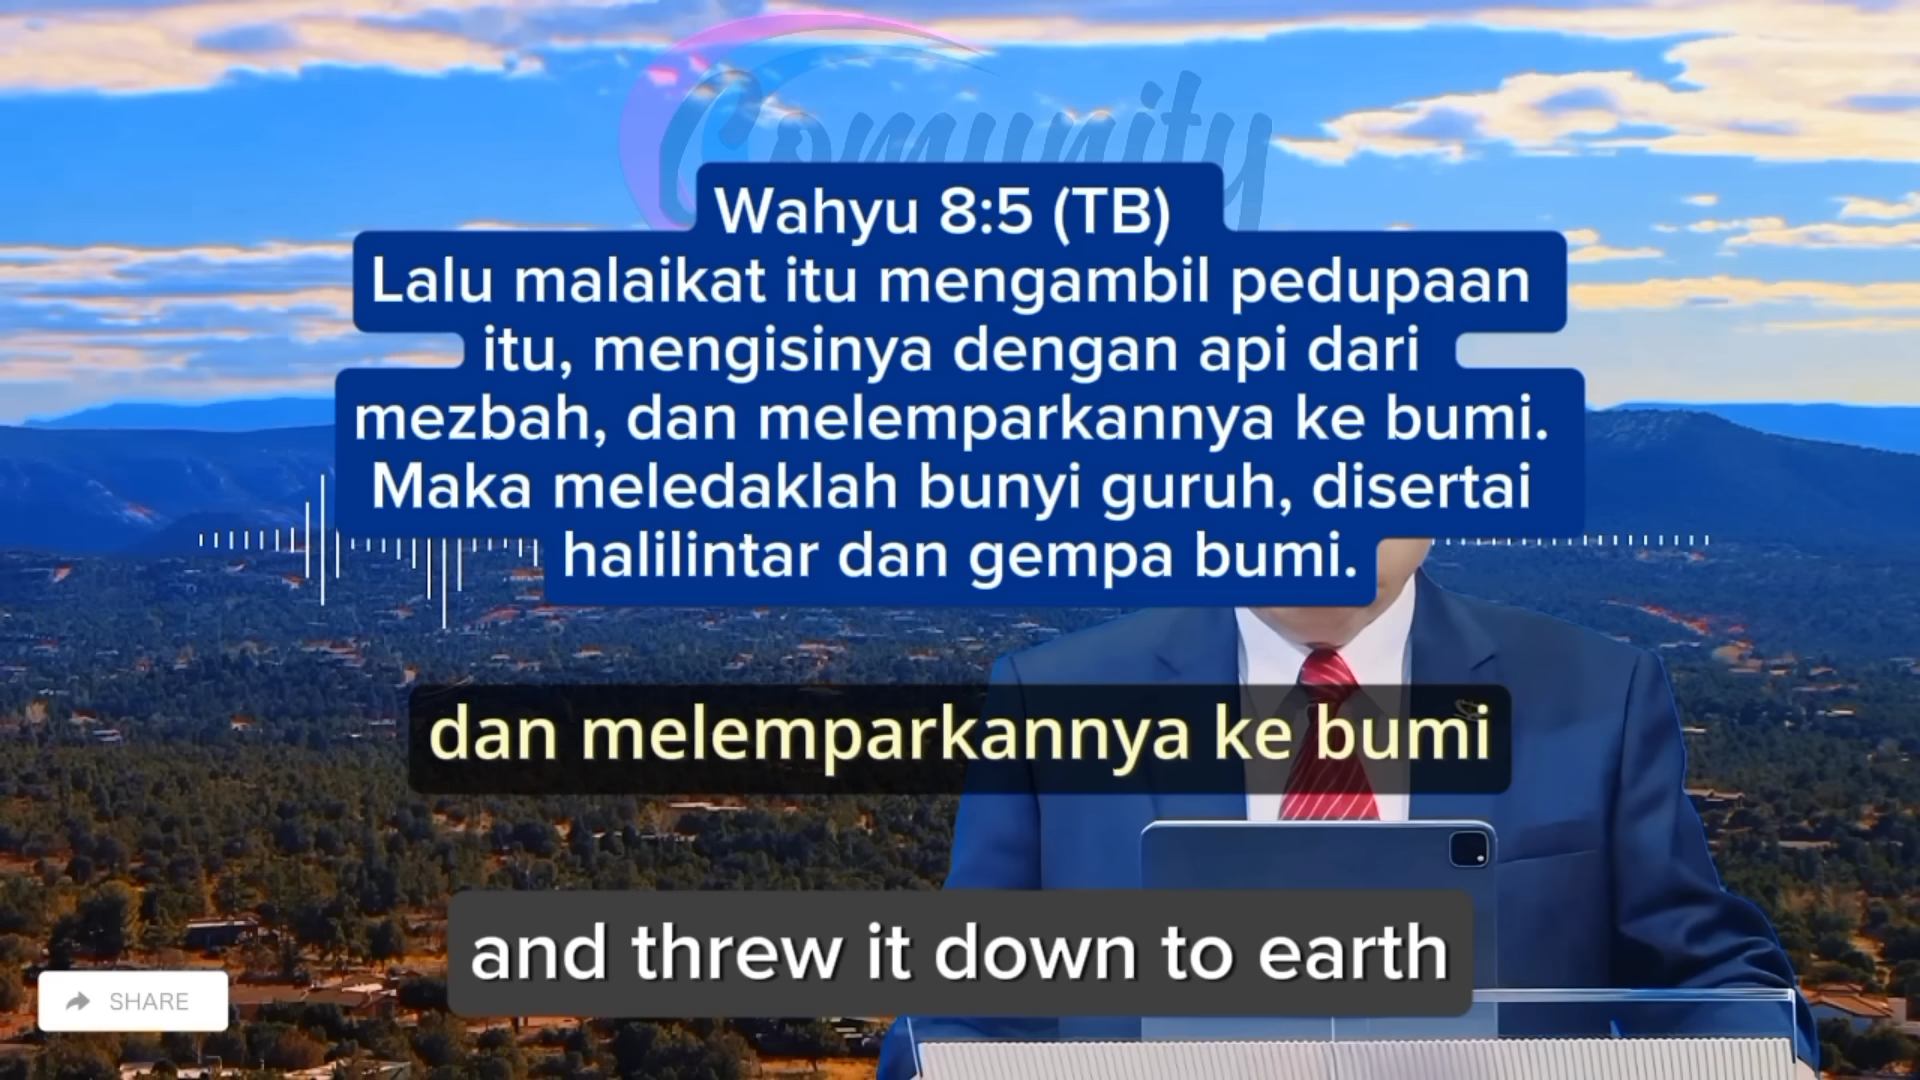 Comunity
Wahyu 8:5 (TB)
Lalu malaikat itu mengambil pedupaan
itu, mengisinya dengan api dari
mezbah, dan melemparkannya ke bumi.
Maka meledaklah bunyi guruh, disertai
halilintar dan gempa bumi.
dan melemparkannya ke bumi
and threw it down to earth
SHARE